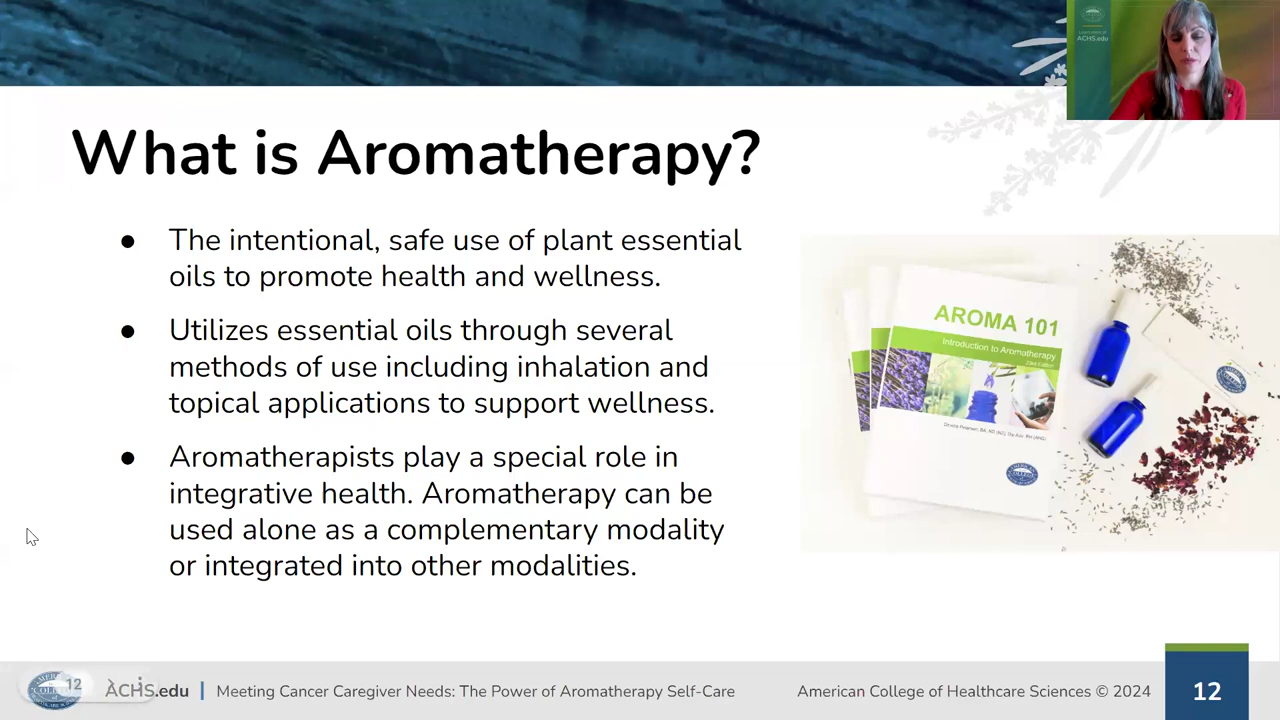 ACHS.edu
What is Aromatherapy?
● The intentional, safe use of plant essential
oils to promote health and wellness.
● Utilizes essential oils through several
methods of use including inhalation and
topical applications to support wellness.
● Aromatherapists play a special role in
integrative health. Aromatherapy can be
used alone as a complementary modality
or integrated into other modalities.
AROMA 101
Introduction to Aromatherapy
12
ACHS.edu | Meeting Cancer Caregiver Needs: The Power of Aromatherapy Self-Care
American College of Healthcare Sciences © 2024
12